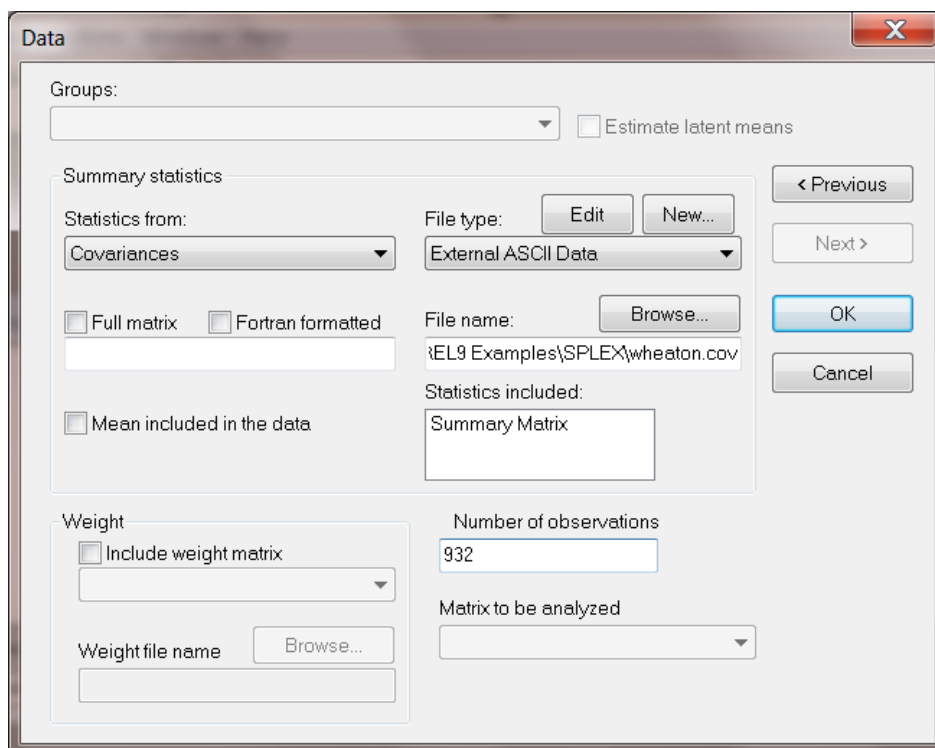 Data
Groups:
Estimate latent means
Summary statistics
Statistics from:
File type:
Edit
New...
Covariances
External ASCII Data
Full matrix
Fortran formatted
File name:
Browse...
REL9 Examples\SPLEX\wheaton.cov
Mean included in the data
Statistics included:
Summary Matrix
< Previous
Next >
OK
Cancel
Weight
Include weight matrix
Weight file name
Browse...
Number of observations
932
Matrix to be analyzed